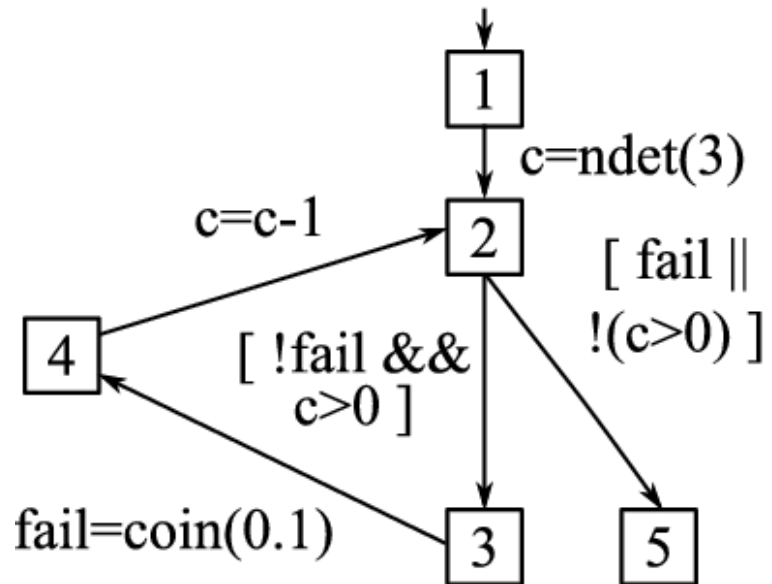 1
c=ndet(3)
c=c-1
2
[ fail ||
!(c>0) ]
4
[ !fail &&
c>0 ]
fail=coin(0.1)
3
5